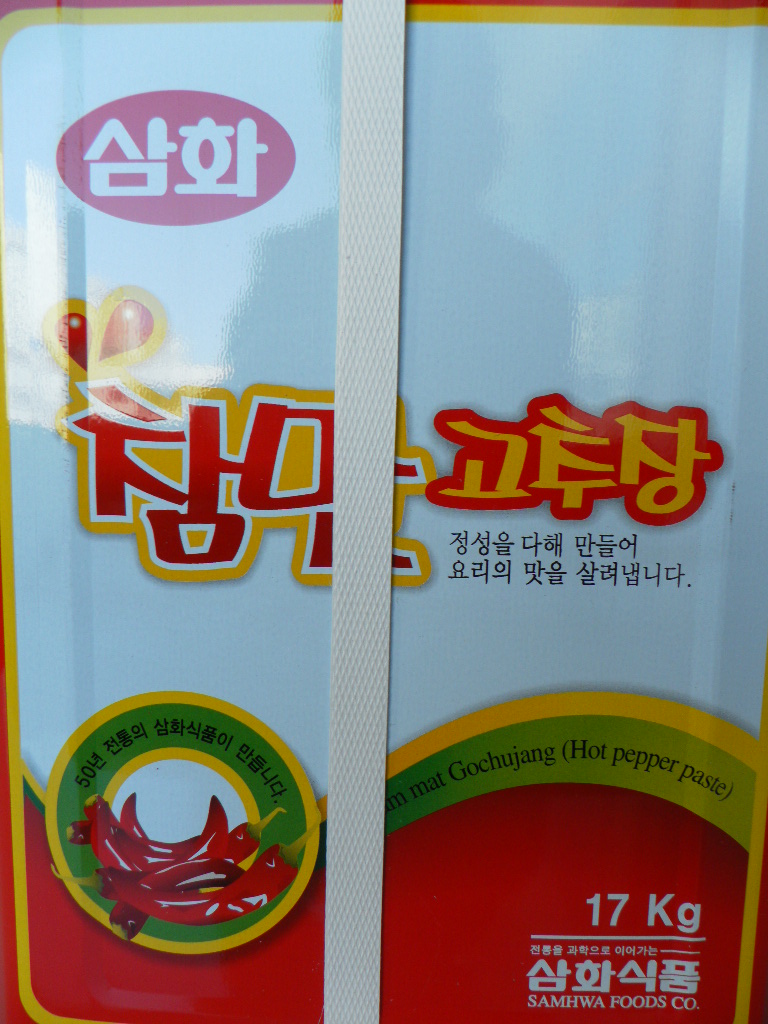 삼화
참맛 고추장
정성을 다해 만들어
요리의 맛을 살려냅니다.
50년 전통의 삼화식품이 만듭니다.
mat Gochujang (Hot pepper paste)
17 Kg
전통을 과학으로 이어가는
삼화식품
SAMHWA FOODS CO.